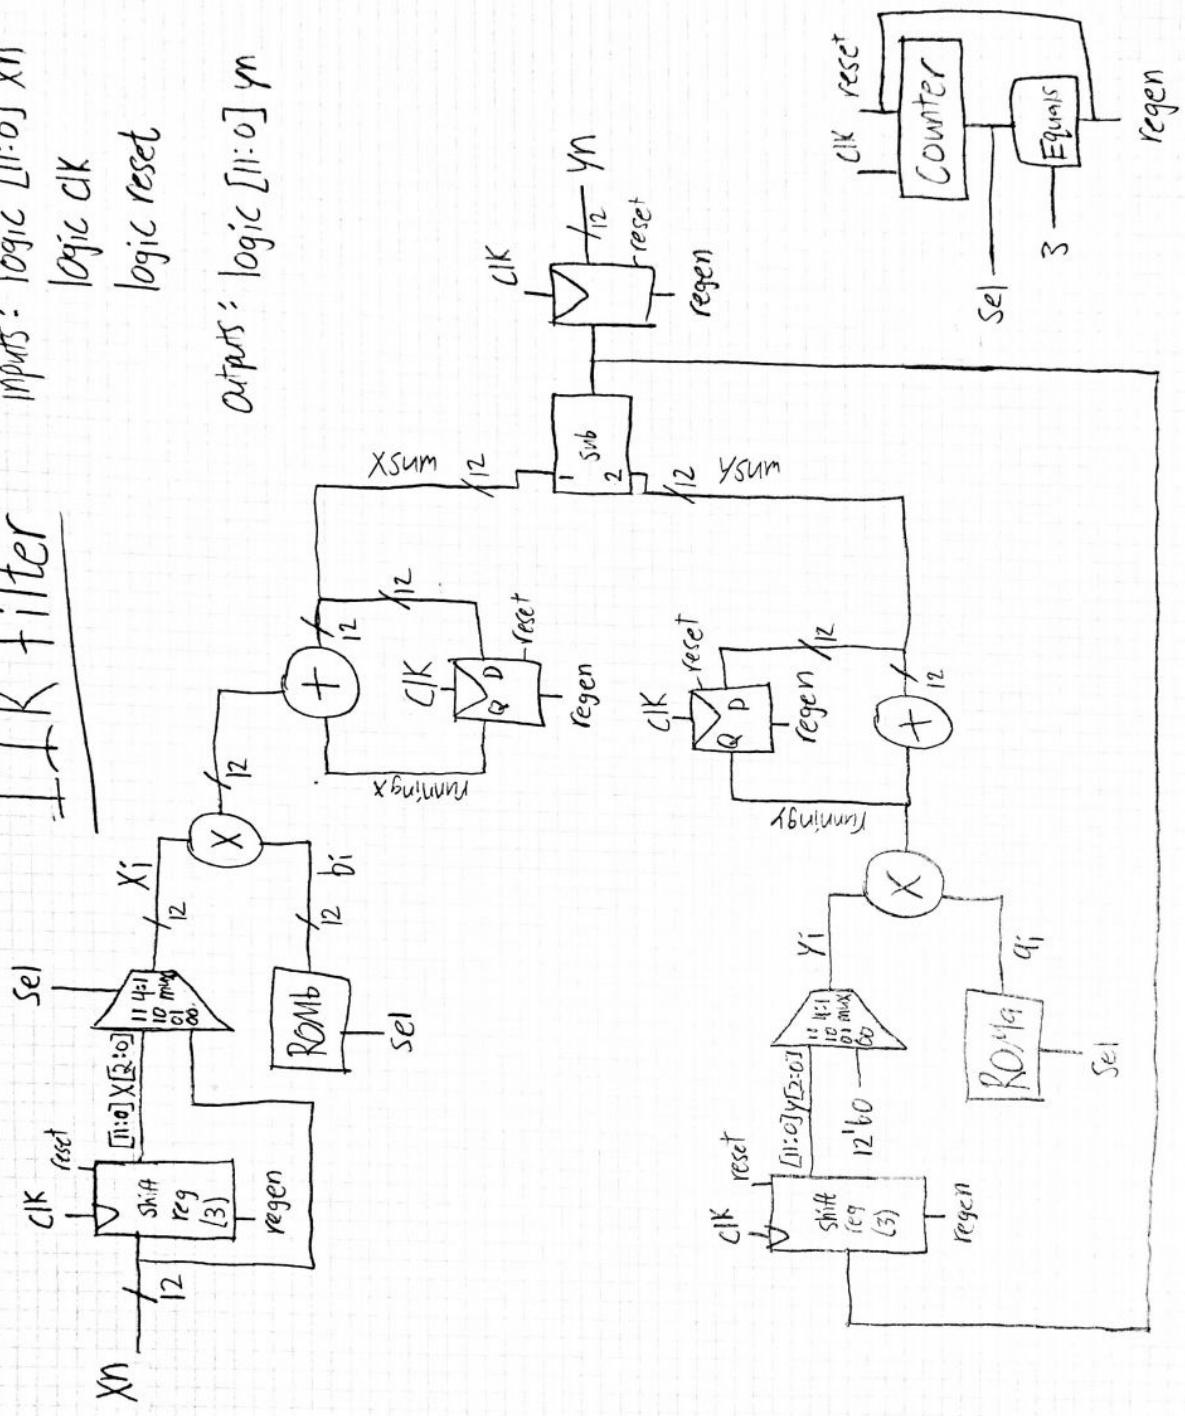 IIR Filter
inputs: logic [11:0] xn
logic clk
logic reset
outputs: logic [11:0] yn
xn
12
clk
reset
shift
reg
(3)
regen
[11:0] X[2:0]
sel
11 4:1
10 mux
01
00
Xi
12
ROMb
sel
bi
12
X
12
+
12
12
clk
Q D
reset
regen
runningx
xsum
12
1
2
sub
ysum
12
clk
12
yn
reset
regen
clk
reset
shift
reg
(3)
regen
[11:0] y[2:0]
12'b0
11 4:1
10 mux
01
00
yi
ROMa
sel
ai
X
runningy
clk
Q D
reset
regen
12
+
12
clk
reset
Counter
sel
3
Equals
regen